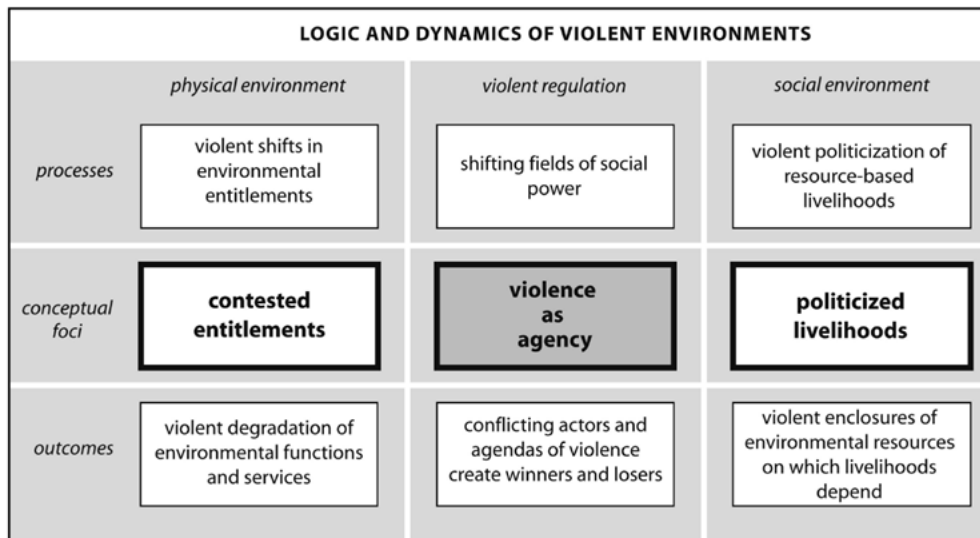 LOGIC AND DYNAMICS OF VIOLENT ENVIRONMENTS
physical environment
violent regulation
social environment
processes
violent shifts in
environmental
entitlements
shifting fields of social
power
violent politicization of
resource-based
livelihoods
conceptual
foci
contested
entitlements
violence
as
agency
politicized
livelihoods
outcomes
violent degradation of
environmental functions
and services
conflicting actors and
agendas of violence
create winners and losers
violent enclosures of
environmental resources
on which livelihoods
depend